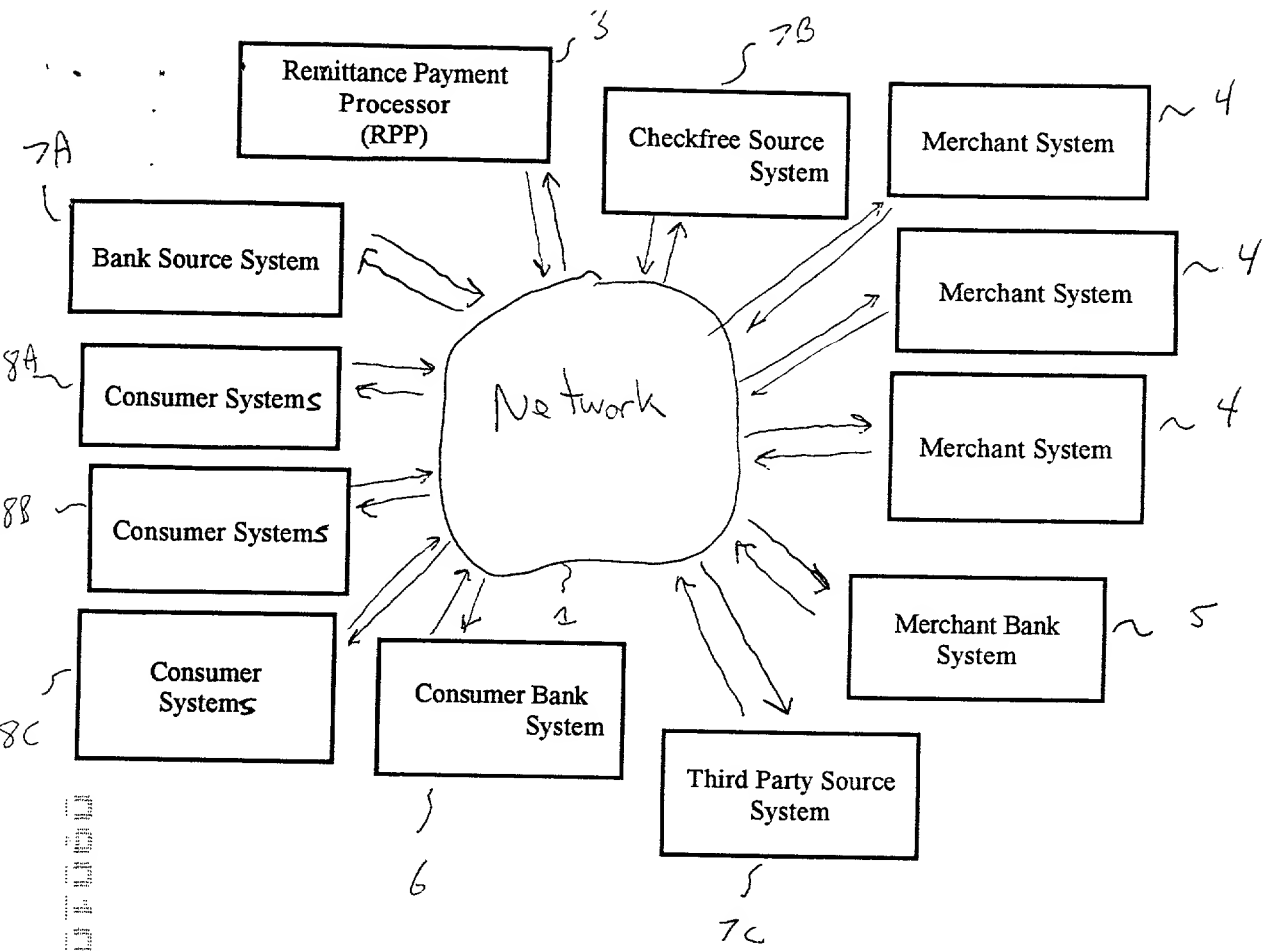 3
7B
Remittance Payment
Processor
(RPP)
Checkfree Source
System
Merchant System
4
7A
Bank Source System
Merchant System
4
8A
Consumer Systems
Network
Merchant System
4
8B
Consumer Systems
1
Merchant Bank
System
5
Consumer
Systems
8C
Consumer Bank
System
6
Third Party Source
System
7C